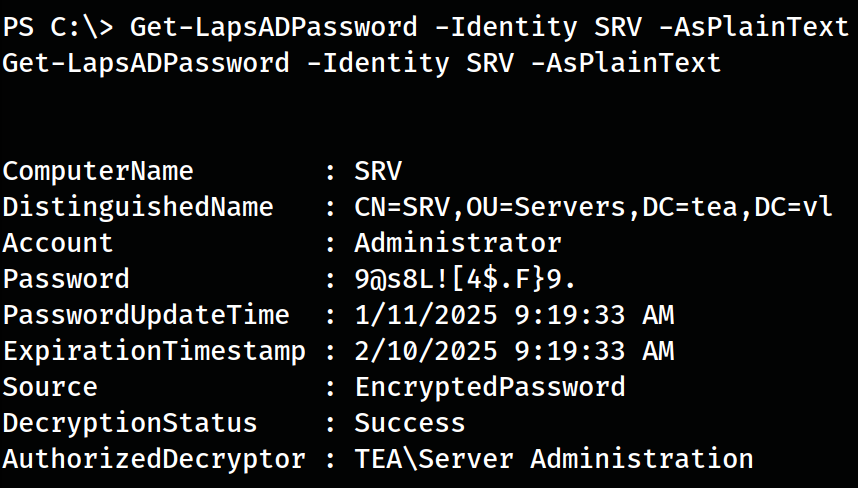 PS C:\> Get-LapsADPassword -Identity SRV -AsPlainText
Get-LapsADPassword -Identity SRV -AsPlainText
ComputerName : SRV
DistinguishedName : CN=SRV,OU=Servers,DC=tea,DC=vl
Account : Administrator
Password : 9@s8L![4$.F}9.
PasswordUpdateTime : 1/11/2025 9:19:33 AM
ExpirationTimestamp : 2/10/2025 9:19:33 AM
Source : EncryptedPassword
DecryptionStatus : Success
AuthorizedDecryptor : TEA\Server Administration